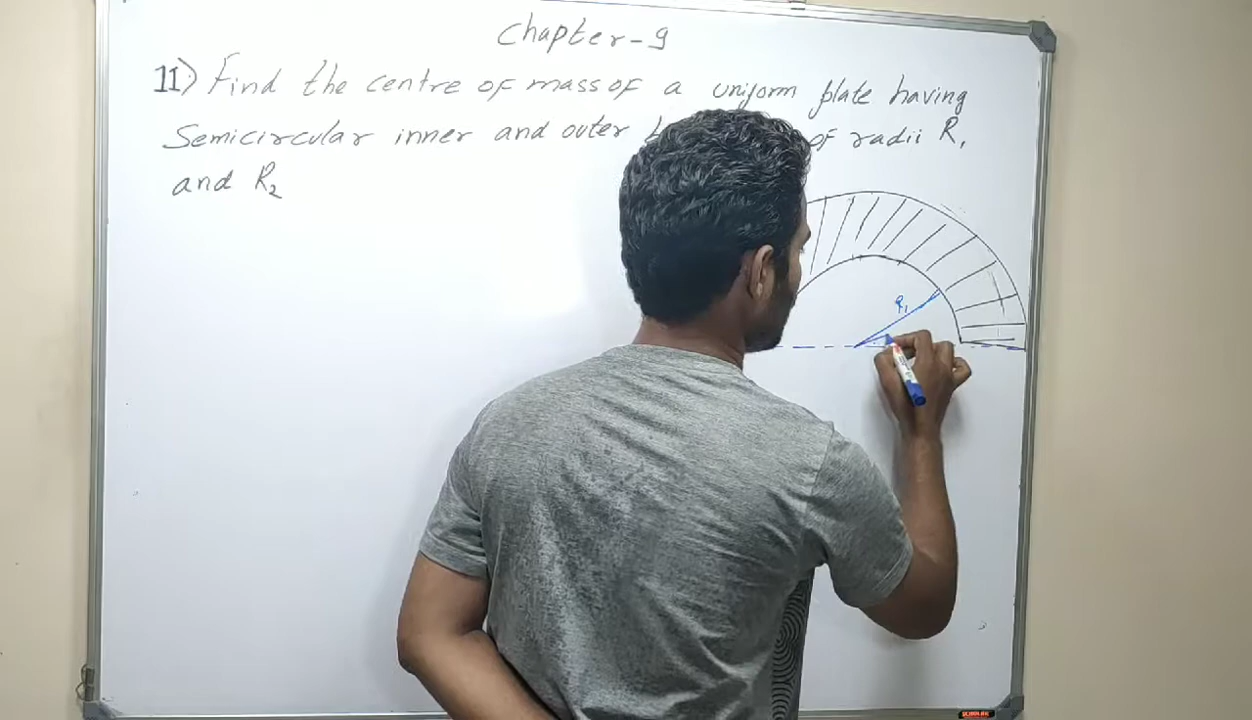 Chapter-9
11) Find the centre of mass of a uniform plate having
Semicircular inner and outer of radii R1
and R2
R1